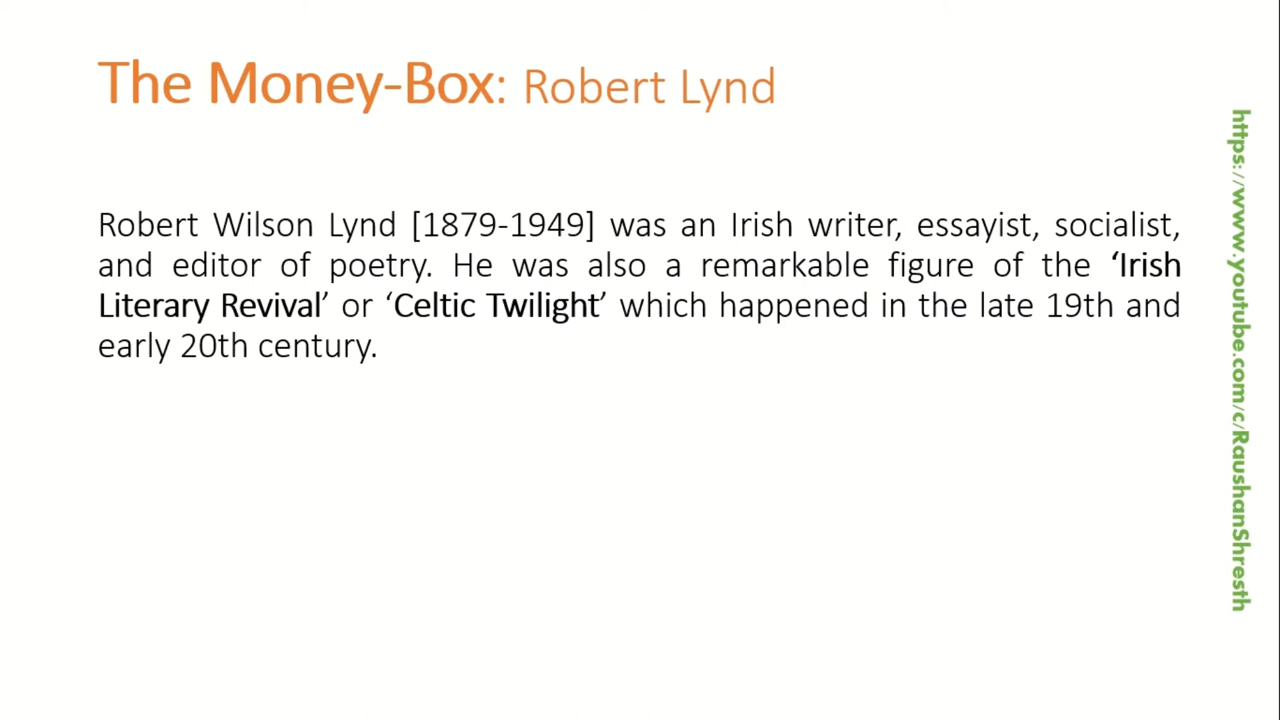 The Money-Box: Robert Lynd
Robert Wilson Lynd [1879-1949] was an Irish writer, essayist, socialist,
and editor of poetry. He was also a remarkable figure of the ‘Irish
Literary Revival’ or ‘Celtic Twilight’ which happened in the late 19th and
early 20th century.
https://www.youtube.com/c/RaushanShresth